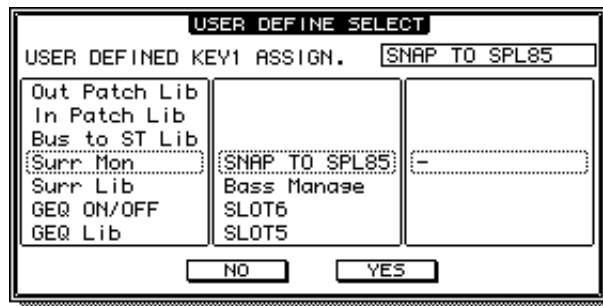 USER DEFINE SELECT
USER DEFINED KEY1 ASSIGN. SNAP TO SPL85
Out Patch Lib
In Patch Lib
Bus to ST Lib
Surr Mon
Surr Lib
GEQ ON/OFF
GEQ Lib
SNAP TO SPL85
Bass Manage
SLOT6
SLOT5
-
NO YES